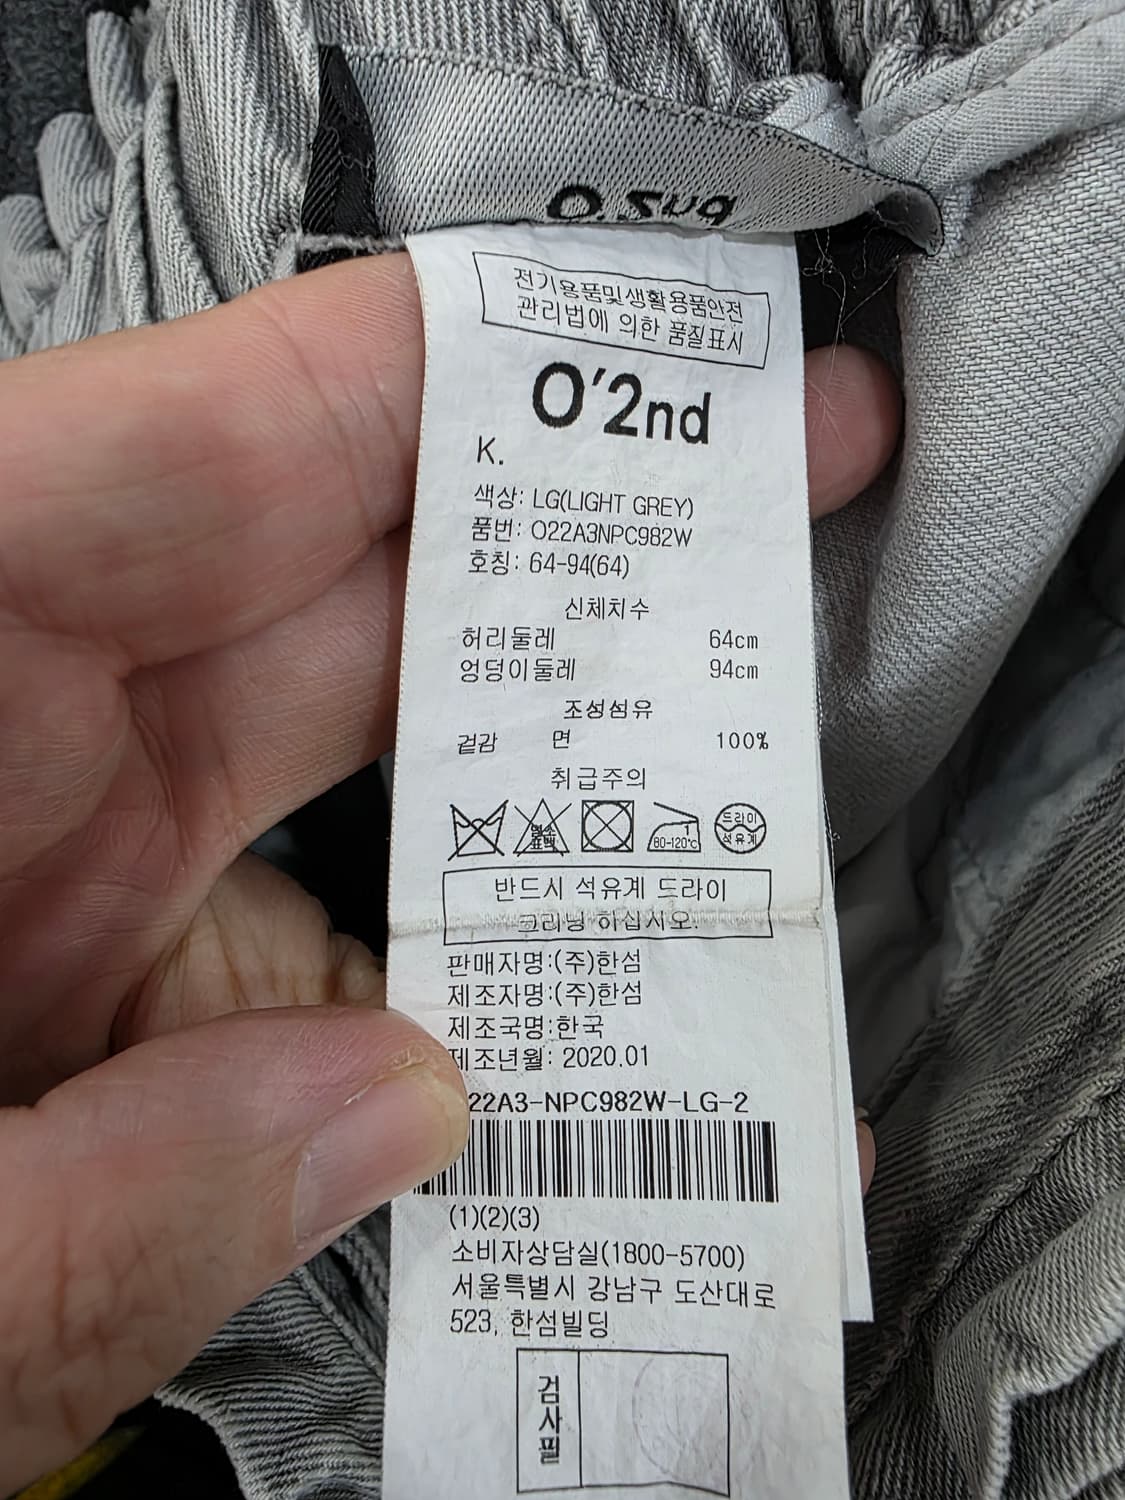 O'2nd
전기용품및생활용품안전
관리법에 의한 품질표시
O'2nd
K.
색상: LG(LIGHT GREY)
품번: O22A3NPC982W
호칭: 64-94(64)
신체치수
허리둘레 64cm
엉덩이둘레 94cm
조성섬유
겉감 면 100%
취급주의
염소 표백
1 80-120℃
드라이 석유계
반드시 석유계 드라이
크리닝 하십시오.
판매자명:(주)한섬
제조자명:(주)한섬
제조국명:한국
제조년월: 2020.01
22A3-NPC982W-LG-2
(1)(2)(3)
소비자상담실(1800-5700)
서울특별시 강남구 도산대로
523, 한섬빌딩
검사필